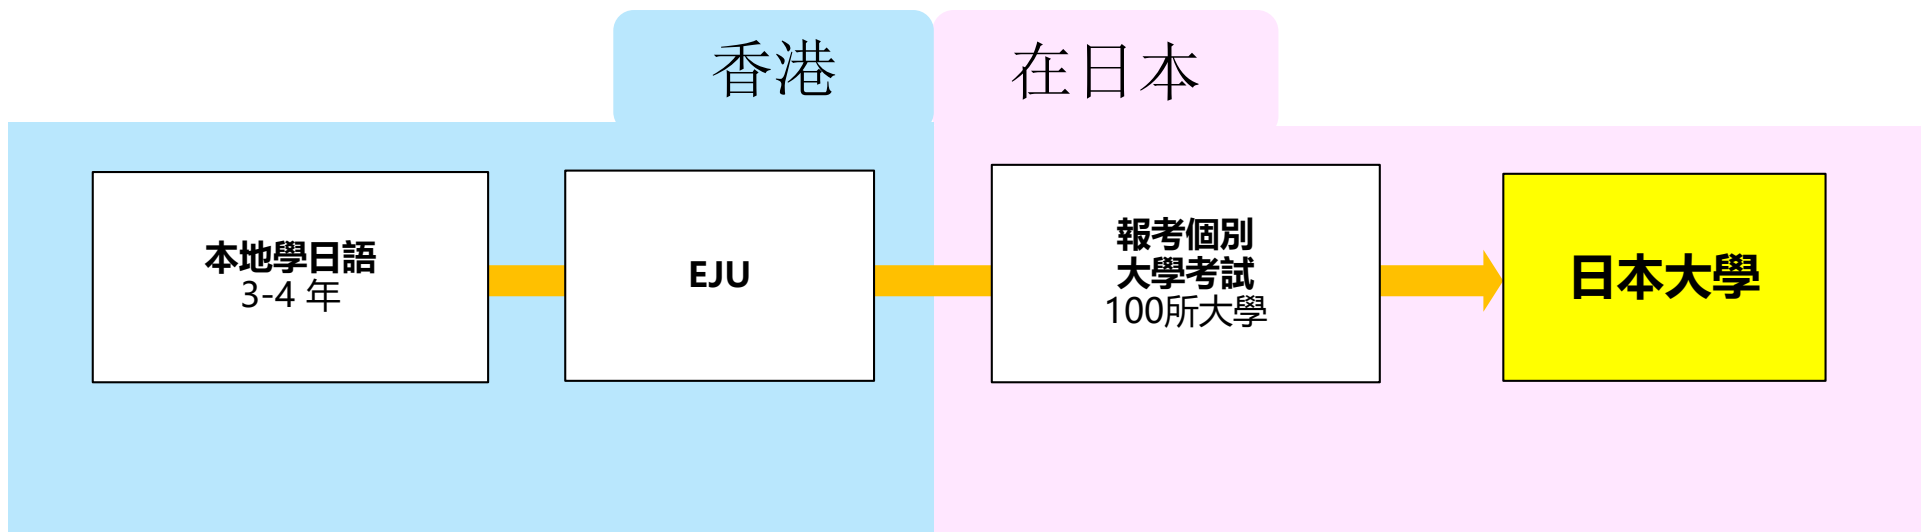 香港
在日本
本地學日語
3-4 年
EJU
報考個別
大學考試
100所大學
日本大學